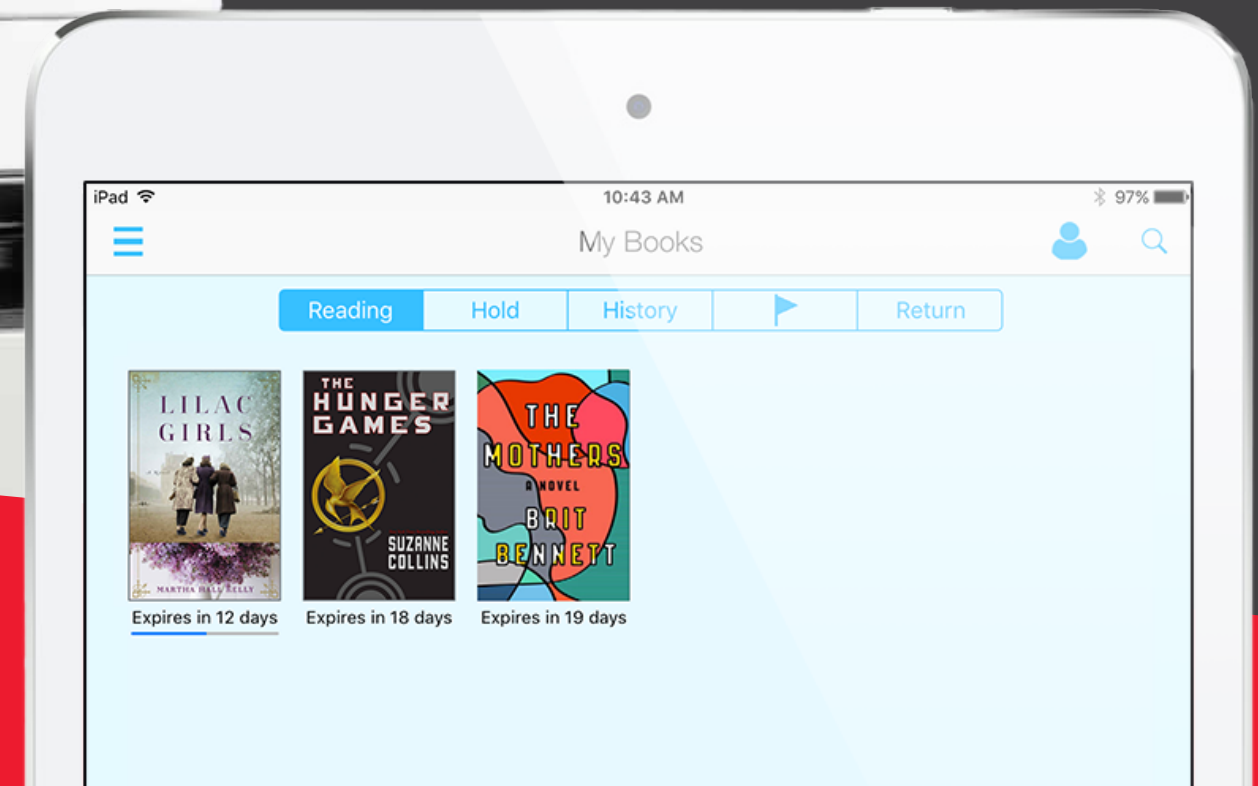 iPad
10:43 AM
97%
My Books
Reading
Hold
History
Return
LILAC
GIRLS
MARTHA HALL KELLY
Expires in 12 days
THE
HUNGER
GAMES
SUZANNE
COLLINS
Expires in 18 days
THE
MOTHERS
A NOVEL
BRIT
BENNETT
Expires in 19 days